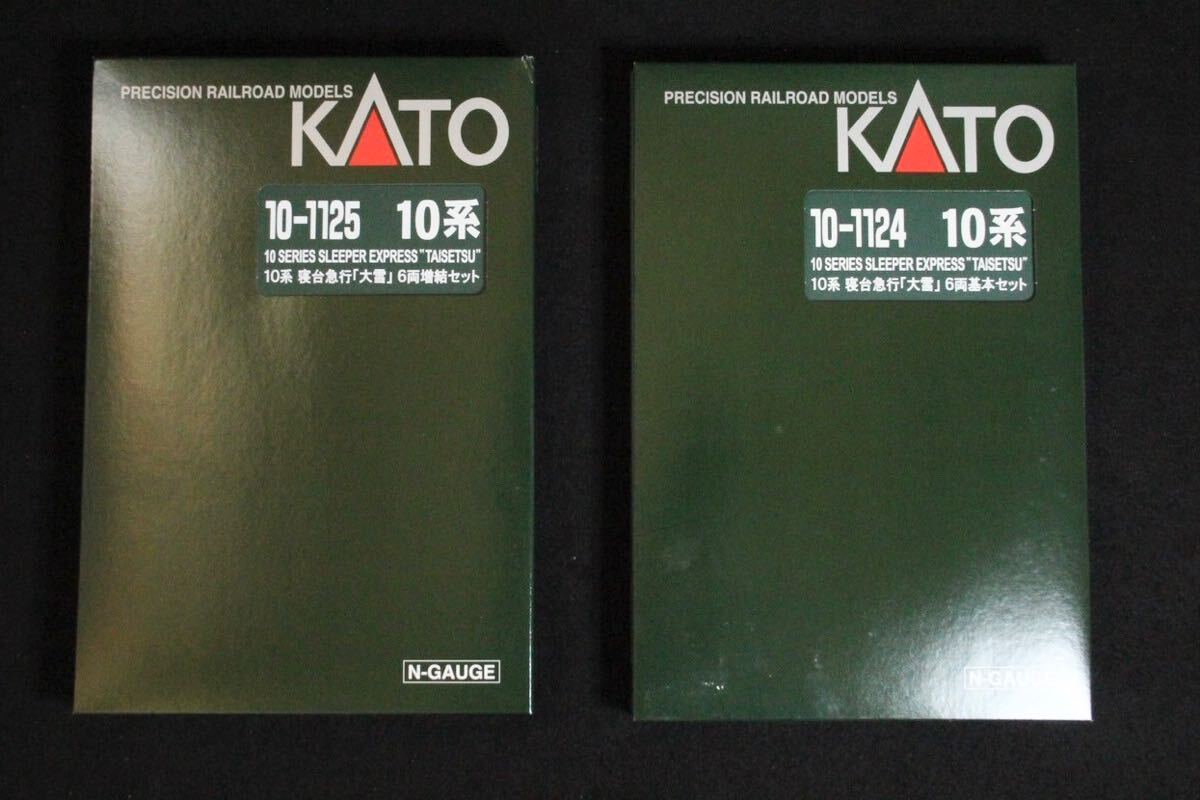 PRECISION RAILROAD MODELS
KATO
10-1125 10系
10 SERIES SLEEPER EXPRESS "TAISETSU"
10系 寝台急行「大雪」 6両増結セット
N-GAUGE
PRECISION RAILROAD MODELS
KATO
10-1124 10系
10 SERIES SLEEPER EXPRESS "TAISETSU"
10系 寝台急行「大雪」 6両基本セット
N-GAUGE